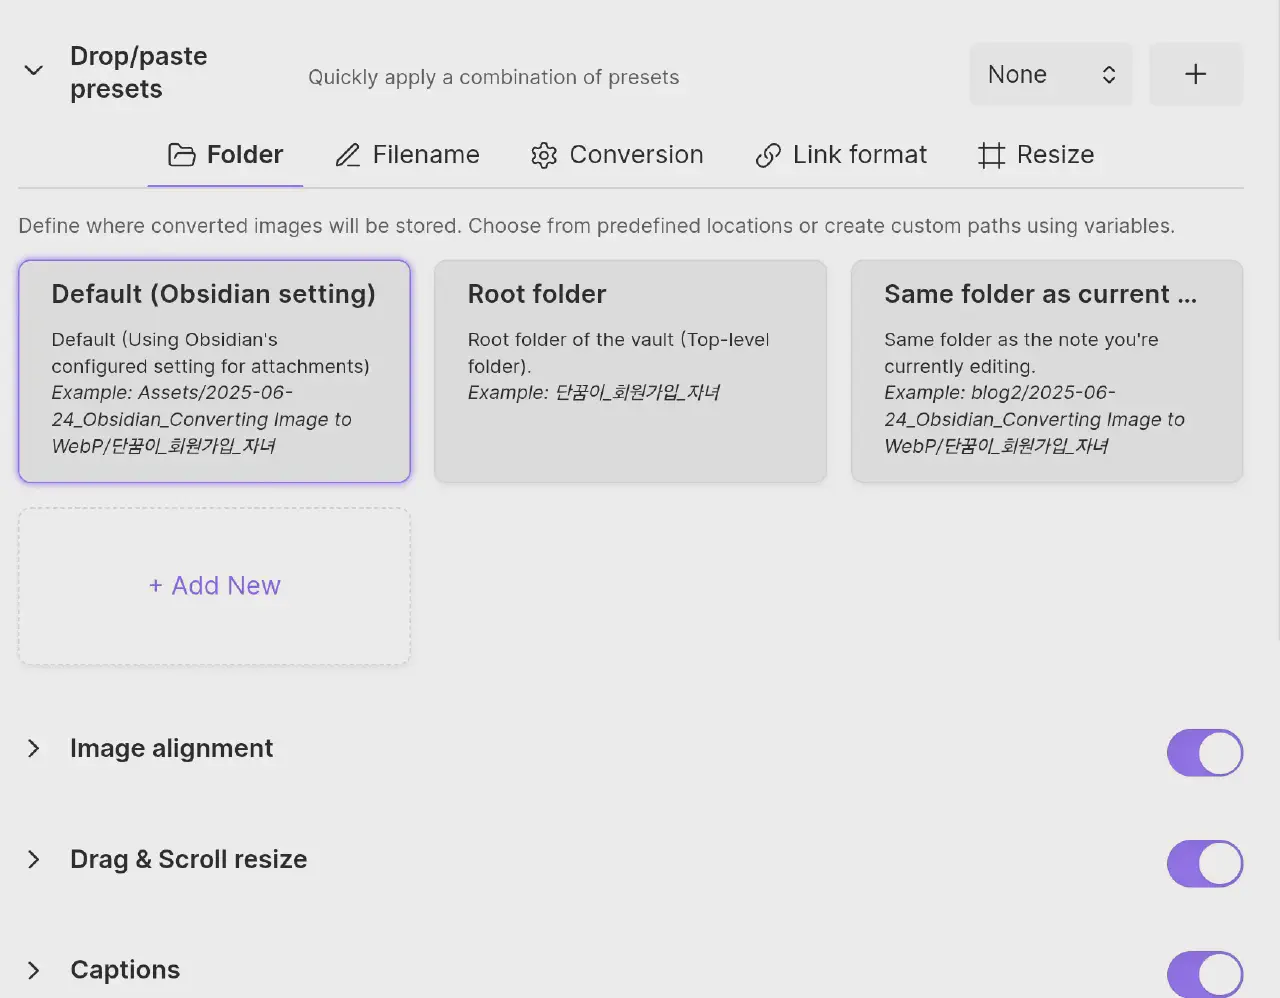 Drop/paste
presets
Quickly apply a combination of presets
None
+
Folder
Filename
Conversion
Link format
Resize
Define where converted images will be stored. Choose from predefined locations or create custom paths using variables.
Default (Obsidian setting)
Default (Using Obsidian's
configured setting for attachments)
Example: Assets/2025-06-
24_Obsidian_Converting Image to
WebP/단꿈이_회원가입_자녀
Root folder
Root folder of the vault (Top-level
folder).
Example: 단꿈이_회원가입_자녀
Same folder as current ...
Same folder as the note you're
currently editing.
Example: blog2/2025-06-
24_Obsidian_Converting Image to
WebP/단꿈이_회원가입_자녀
+ Add New
Image alignment
Drag & Scroll resize
Captions